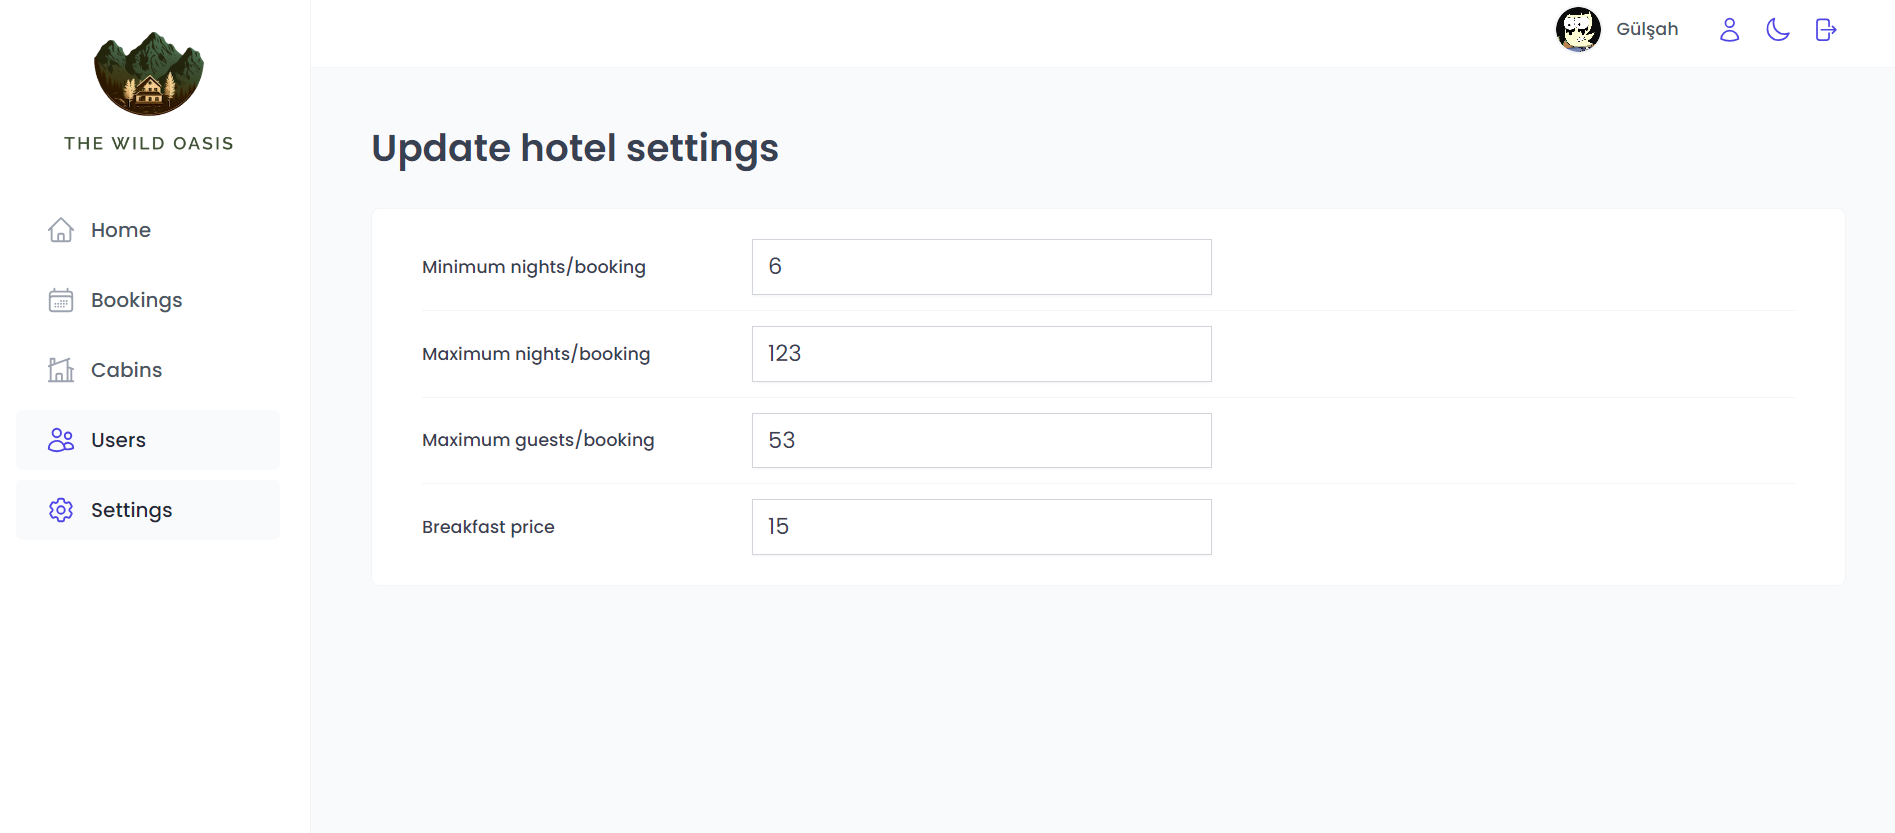 THE WILD OASIS
Home
Bookings
Cabins
Users
Settings
Gülşah
Update hotel settings
Minimum nights/booking 6
Maximum nights/booking 123
Maximum guests/booking 53
Breakfast price 15